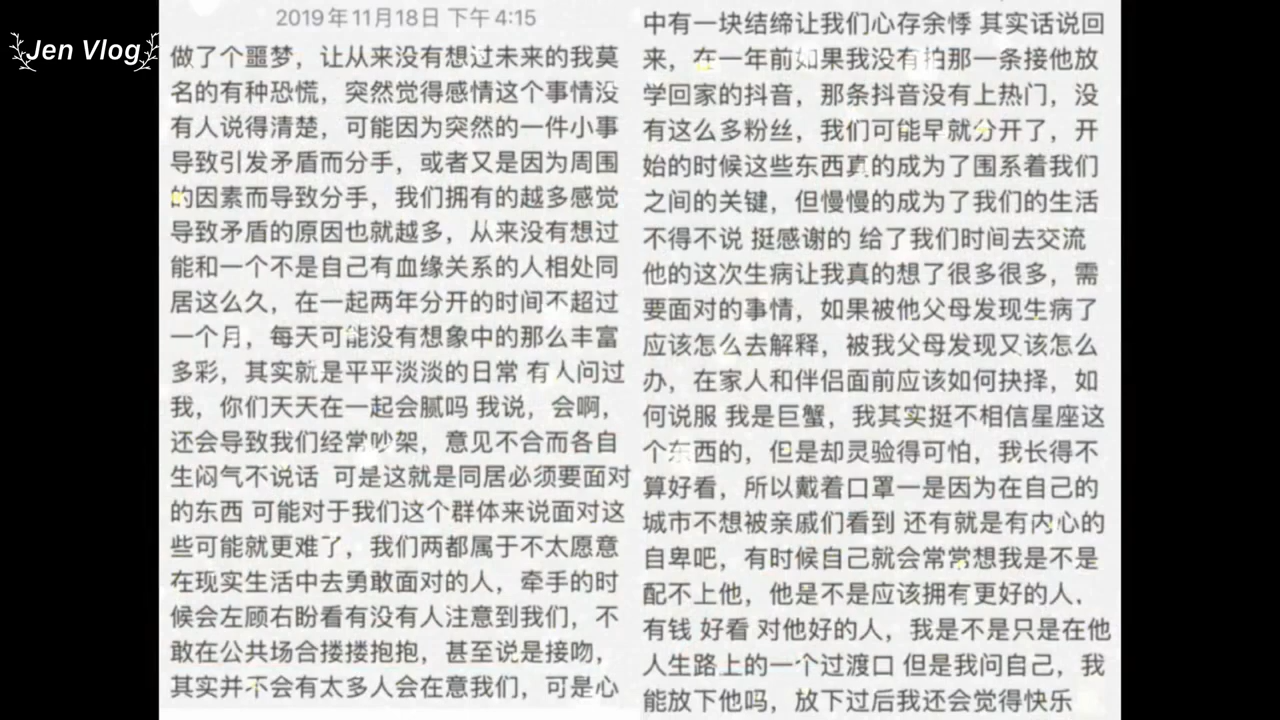 Jen Vlog
2019年11月18日 下午4:15
做了个噩梦，让从来没有想过未来的我莫
名的有种恐慌，突然觉得感情这个事情没
有人说得清楚，可能因为突然的一件小事
导致引发矛盾而分手，或者又是因为周围
的因素而导致分手，我们拥有的越多感觉
导致矛盾的原因也就越多，从来没有想过
能和一个不是自己有血缘关系的人相处同
居这么久，在一起两年分开的时间不超过
一个月，每天可能没有想象中的那么丰富
多彩，其实就是平平淡淡的日常 有人问过
我，你们天天在一起会腻吗 我说，会啊，
还会导致我们经常吵架，意见不合而各自
生闷气不说话 可是这就是同居必须要面对
的东西 可能对于我们这个群体来说面对这
些可能就更难了，我们两都属于不太愿意
在现实生活中去勇敢面对的人，牵手的时
候会左顾右盼看有没有人注意到我们，不
敢在公共场合搂搂抱抱，甚至说是接吻，
其实并不会有太多人会在意我们，可是心
中有一块结缔让我们心存余悸 其实话说回
来，在一年前如果我没有拍那一条接他放
学回家的抖音，那条抖音没有上热门，没
有这么多粉丝，我们可能早就分开了，开
始的时候这些东西真的成为了围系着我们
之间的关键，但慢慢的成为了我们的生活
不得不说 挺感谢的 给了我们时间去交流
他的这次生病让我真的想了很多很多，需
要面对的事情，如果被他父母发现生病了
应该怎么去解释，被我父母发现又该怎么
办，在家人和伴侣面前应该如何抉择，如
何说服 我是巨蟹，我其实挺不相信星座这
个东西的，但是却灵验得可怕，我长得不
算好看，所以戴着口罩一是因为在自己的
城市不想被亲戚们看到 还有就是有内心的
自卑吧，有时候自己就会常常想我是不是
配不上他，他是不是应该拥有更好的人，
有钱 好看 对他好的人，我是不是只是在他
人生路上的一个过渡口 但是我问自己，我
能放下他吗，放下过后我还会觉得快乐